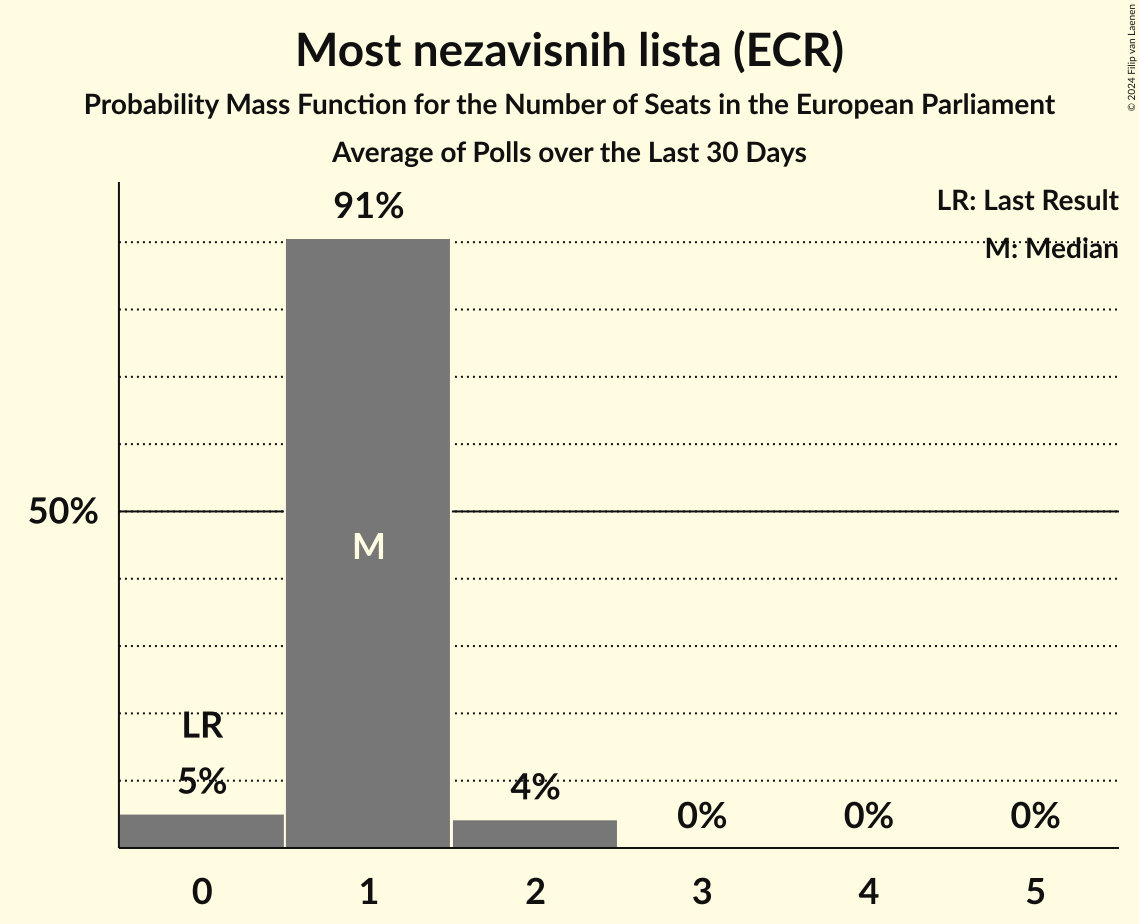 Most nezavisnih lista (ECR)
Probability Mass Function for the Number of Seats in the European Parliament
Average of Polls over the Last 30 Days
© 2024 Filip van Laenen
LR: Last Result
M: Median
91%
50%
M
LR
5%
4%
0%
0%
0%
0
1
2
3
4
5